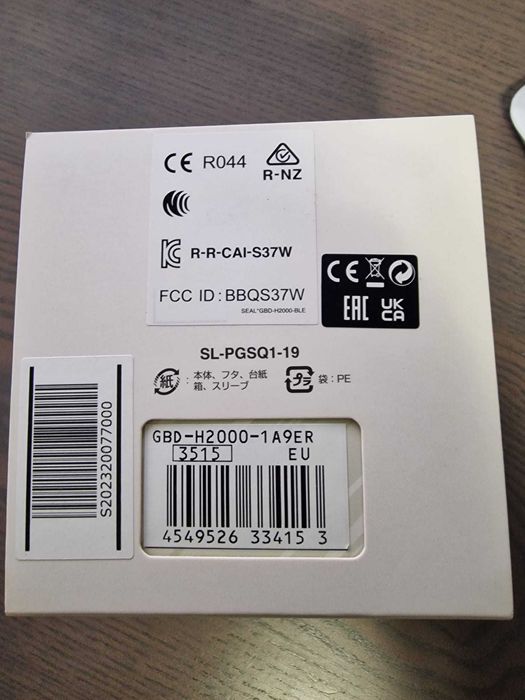 CE R044
R-NZ
R-R-CAI-S37W
FCC ID : BBQS37W
SEAL*GBD-H2000-BLE
CE
EAC UK CA
SL-PGSQ1-19
紙 : 本体、フタ、台紙
箱、スリーブ
プラ 袋 : PE
S202320077000
GBD-H2000-1A9ER
3515 EU
4549526 33415 3